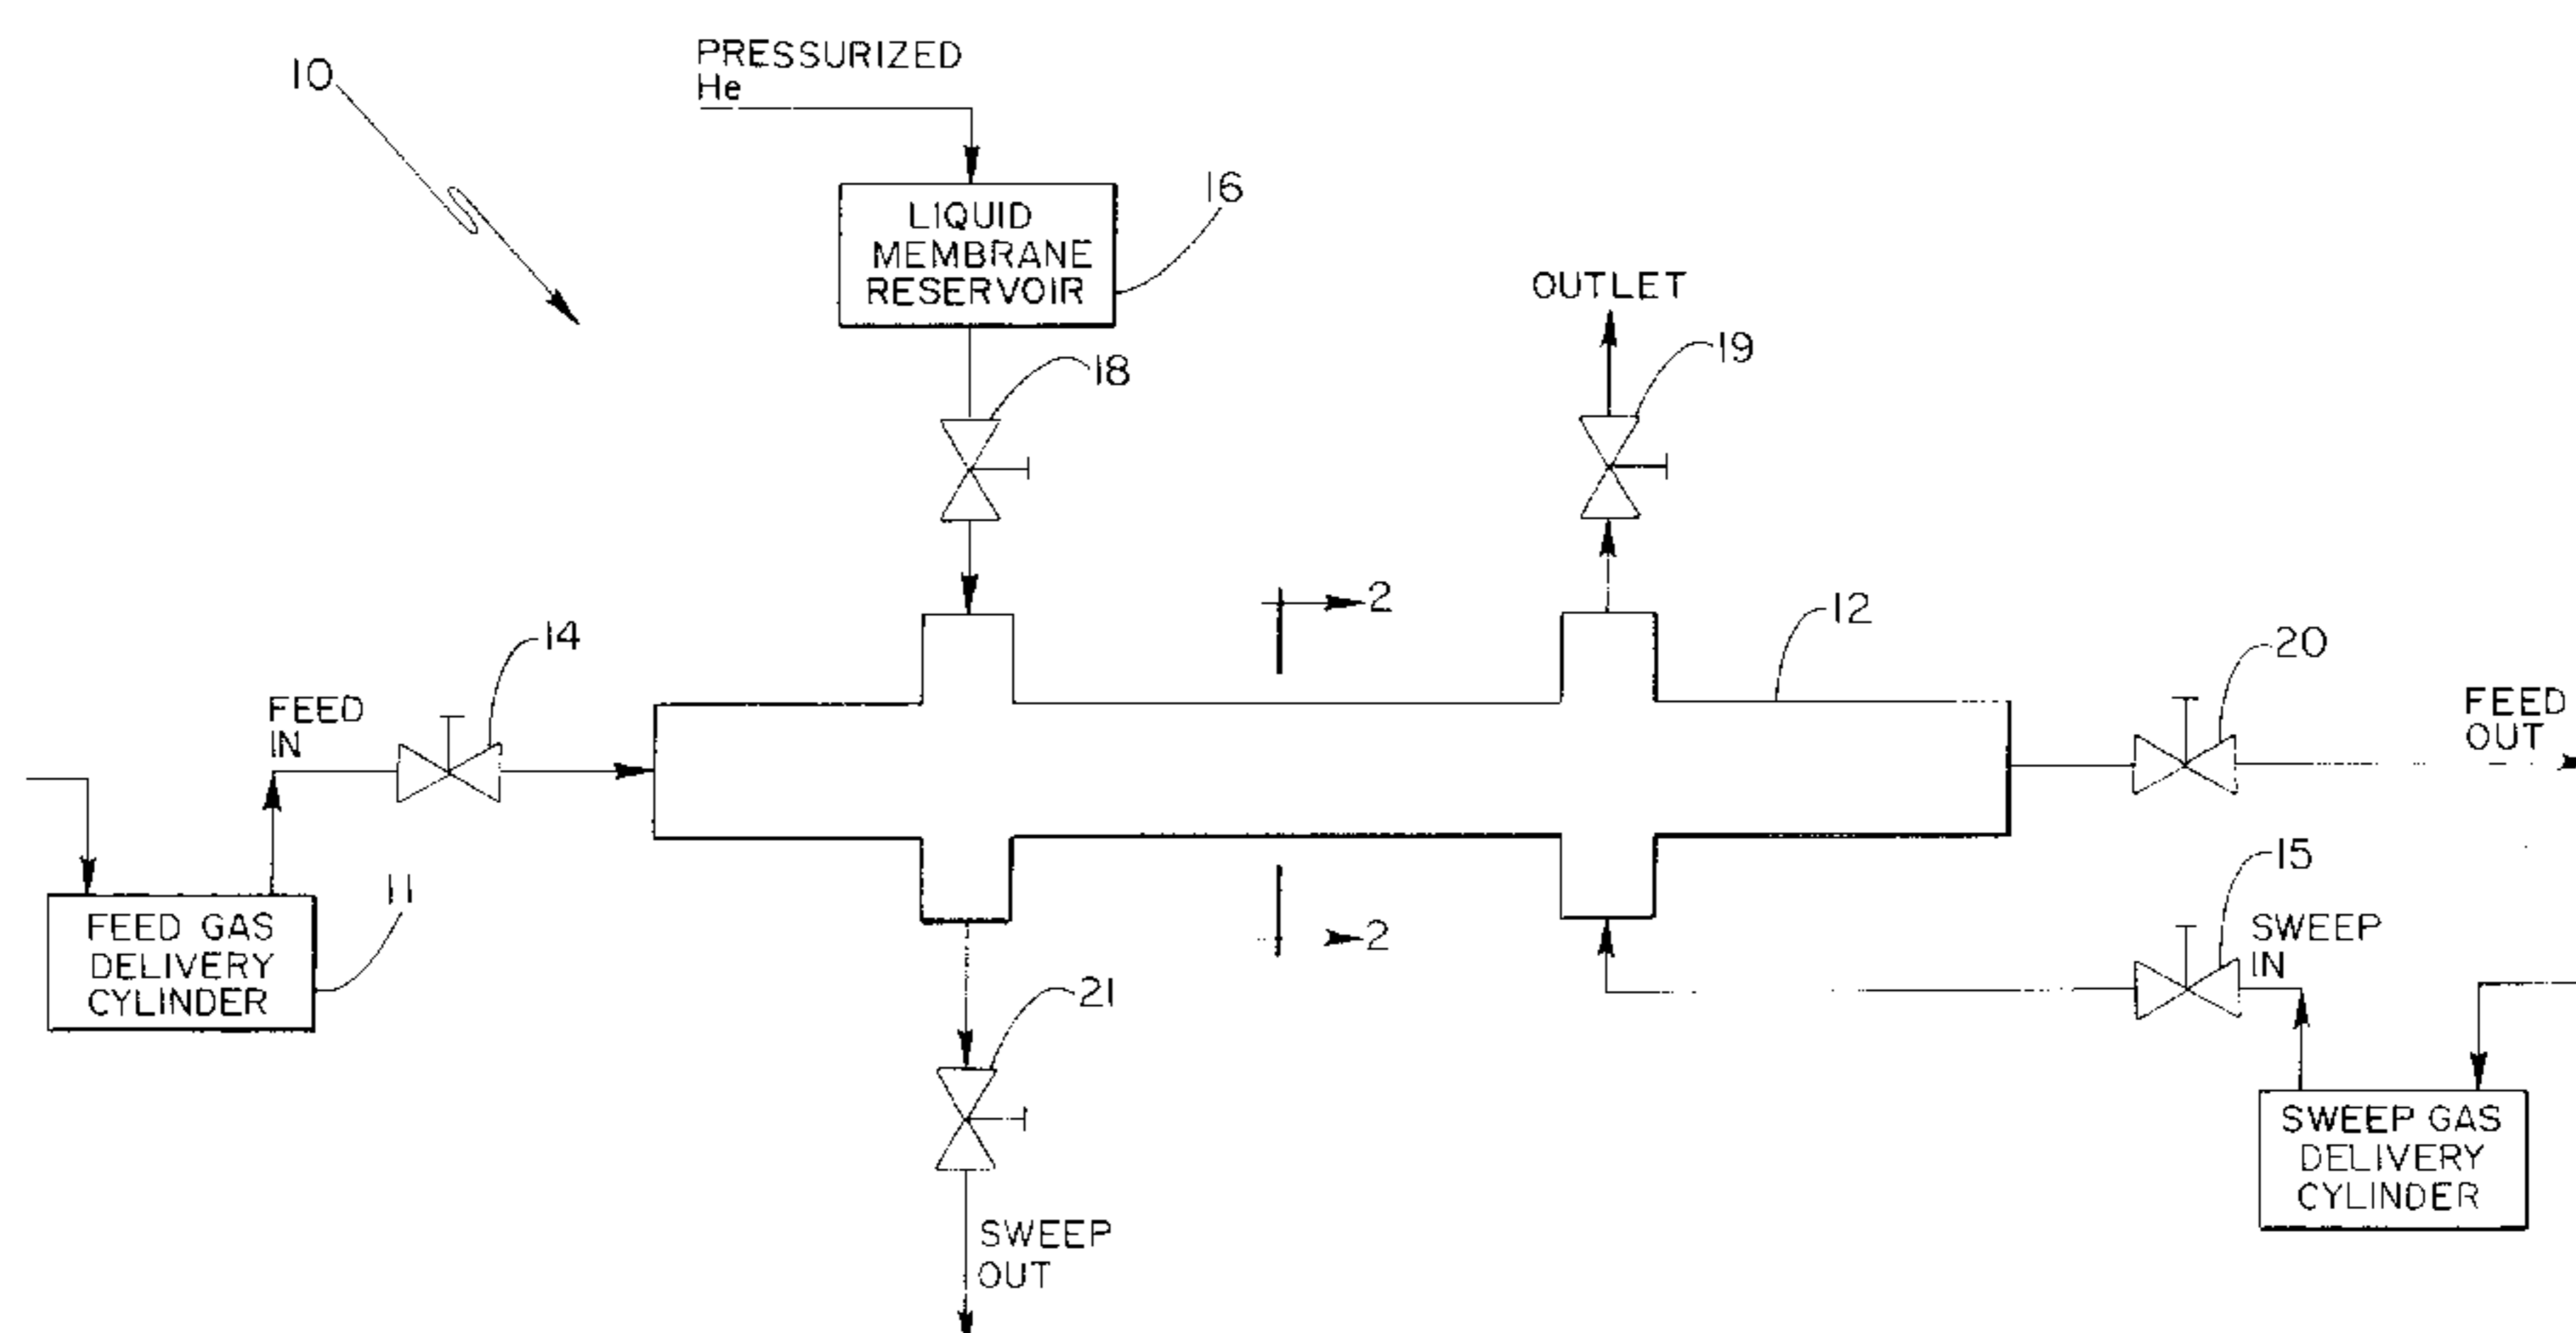 10
PRESSURIZED
He
LIQUID
MEMBRANE
RESERVOIR
16
18
OUTLET
19
2
12
14
FEED
IN
20
FEED
OUT
11
FEED GAS
DELIVERY
CYLINDER
2
15
SWEEP
IN
21
SWEEP GAS
DELIVERY
CYLINDER
SWEEP
OUT